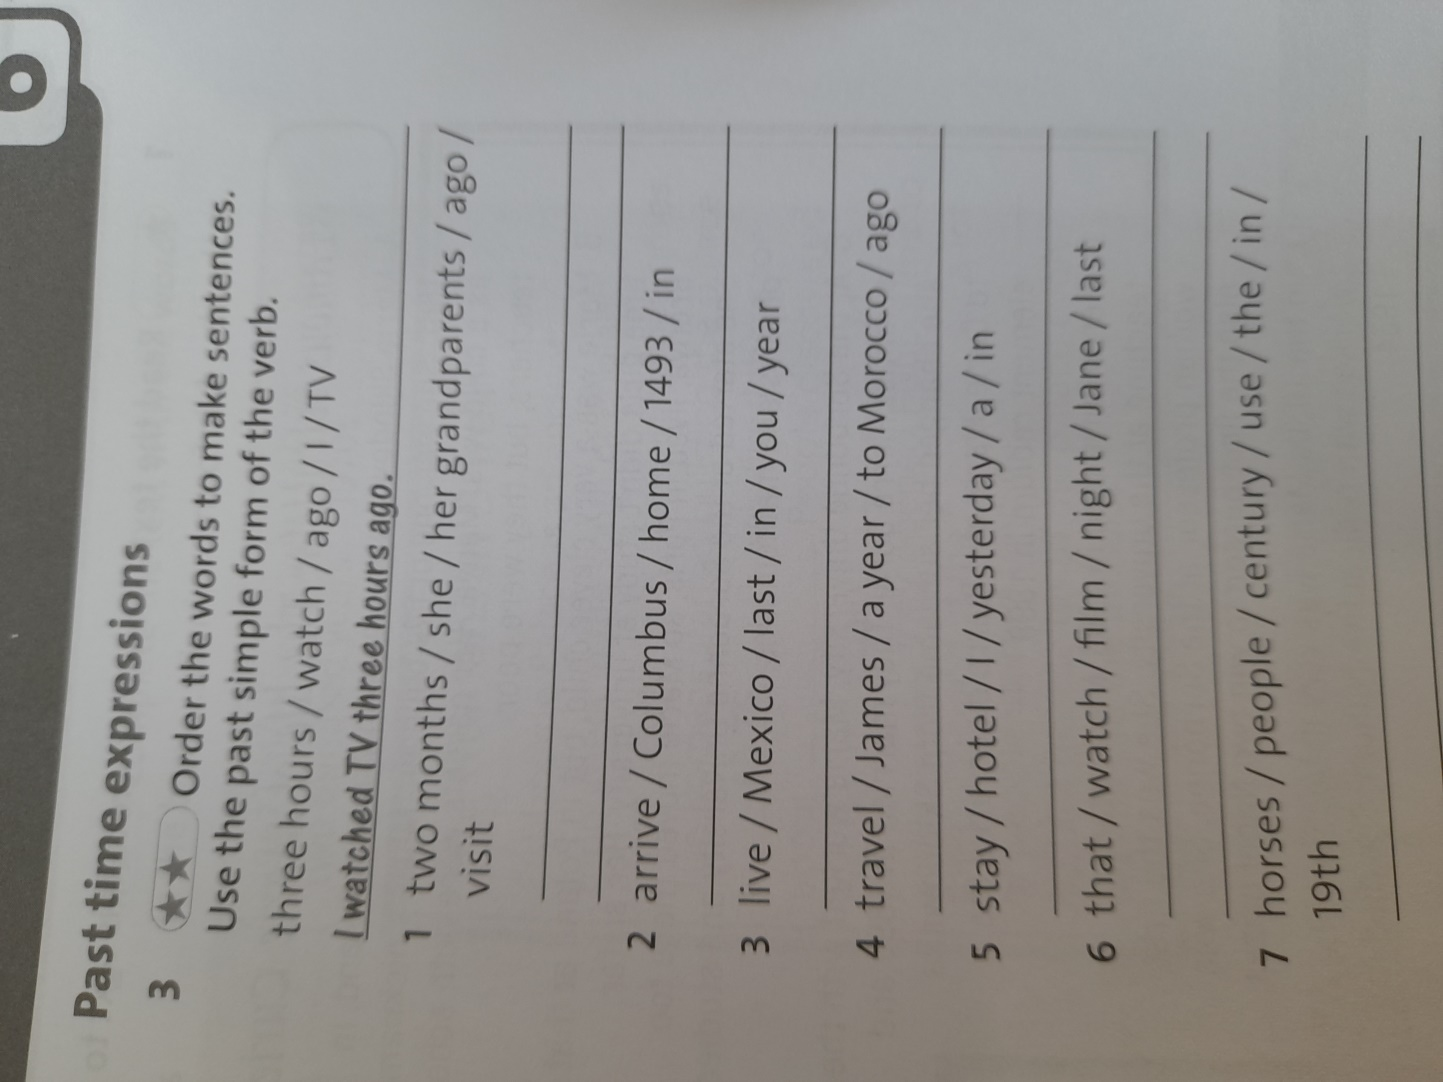 6
Past time expressions
3 ★★ Order the words to make sentences.
Use the past simple form of the verb.
three hours / watch / ago / I / TV
I watched TV three hours ago.
1 two months / she / her grandparents / ago /
visit
2 arrive / Columbus / home / 1493 / in
3 live / Mexico / last / in / you / year
4 travel / James / a year / to Morocco / ago
5 stay / hotel / I / yesterday / a / in
6 that / watch / film / night / Jane / last
7 horses / people / century / use / the / in /
19th